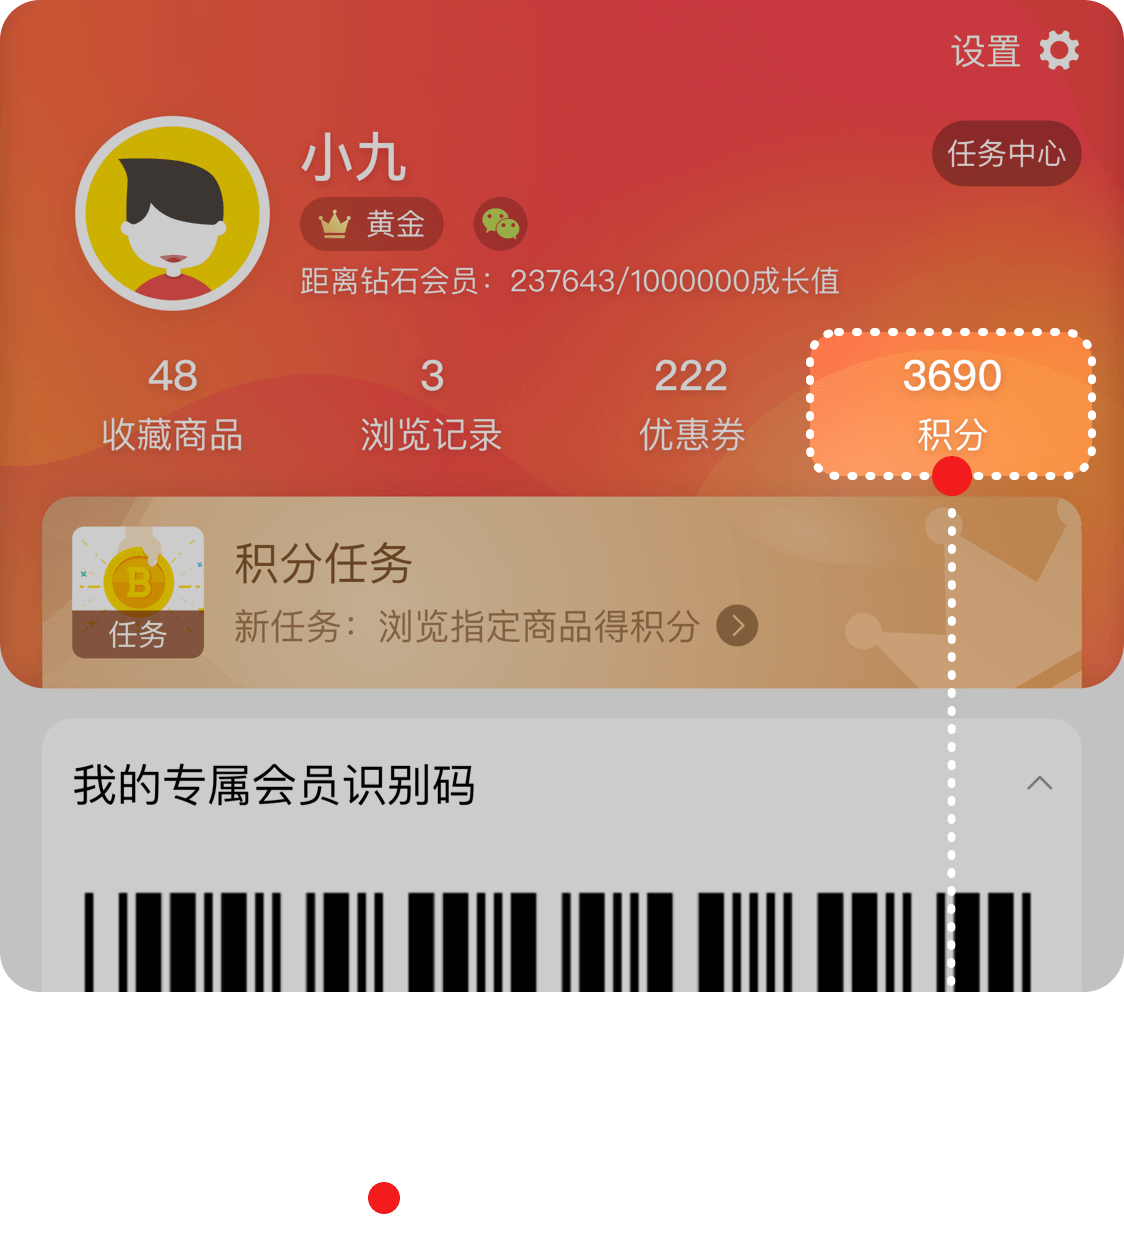 设置
小九
任务中心
黄金
距离钻石会员：237643/1000000成长值
48
3
222
3690
收藏商品
浏览记录
优惠券
积分
积分任务
新任务：浏览指定商品得积分
B
任务
我的专属会员识别码